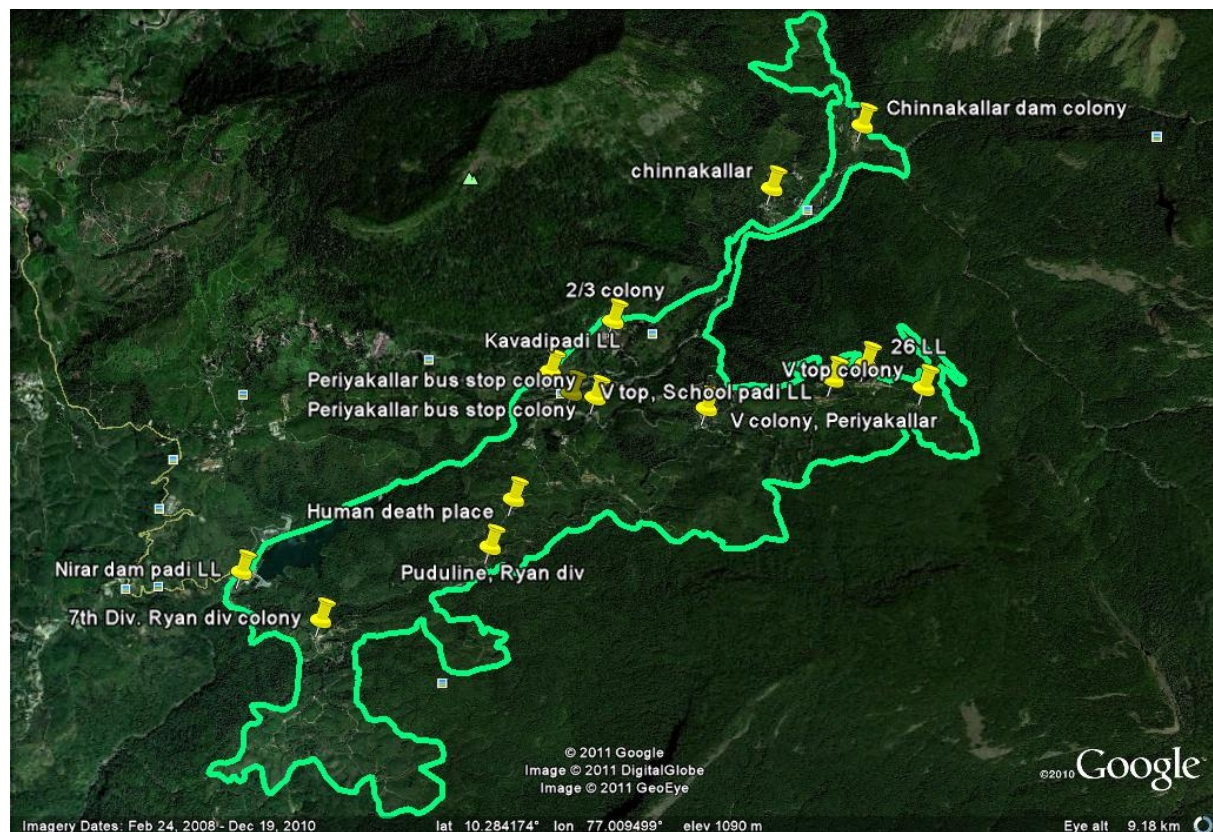 Chinnakallar dam colony
chinnakallar
2/3 colony
Kavadipadi LL
26 LL
V top colony
Periyakallar bus stop colony
V top, School padi LL
Periyakallar bus stop colony
V colony, Periyakallar
Human death place
Nirar dam padi LL
Puduline, Ryan div
7th Div. Ryan div colony
© 2011 Google
Image © 2011 DigitalGlobe
Image © 2011 GeoEye
©2010 Google
Imagery Dates: Feb 24, 2008 - Dec 19, 2010 lat 10.284174° lon 77.009499° elev 1090 m Eye alt 9.18 km